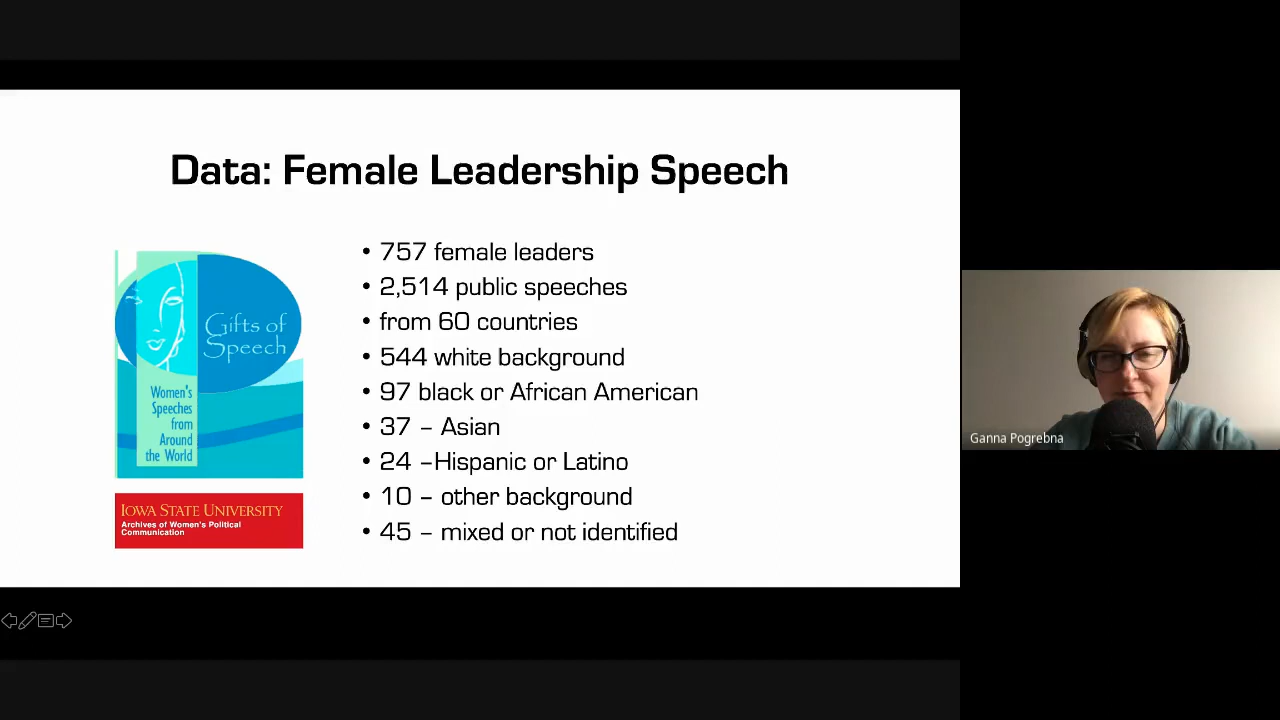 Data: Female Leadership Speech
Gifts of
Speech
Women's
Speeches
from
Around
the World
IOWA STATE UNIVERSITY
Archives of Women's Political
Communication
• 757 female leaders
• 2,514 public speeches
• from 60 countries
• 544 white background
• 97 black or African American
• 37 – Asian
• 24 –Hispanic or Latino
• 10 – other background
• 45 – mixed or not identified
Ganna Pogrebna